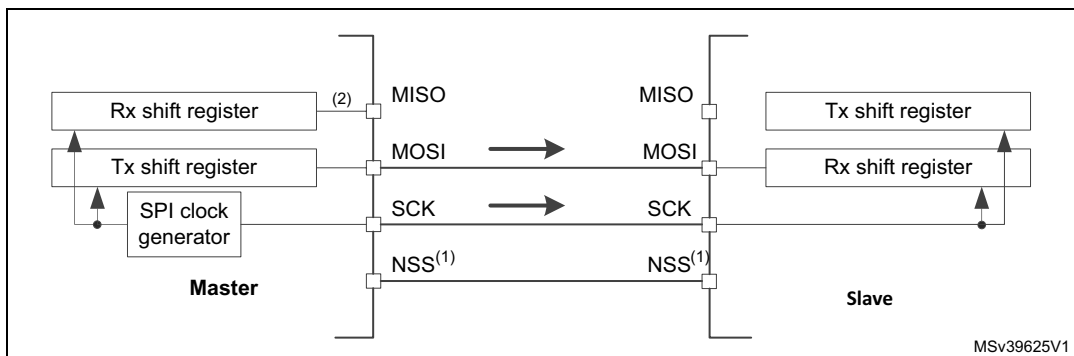 Rx shift register
(2)
MISO
MISO
Tx shift register
Tx shift register
MOSI
MOSI
Rx shift register
SPI clock
generator
SCK
SCK
Master
NSS(1)
NSS(1)
Slave
MSv39625V1